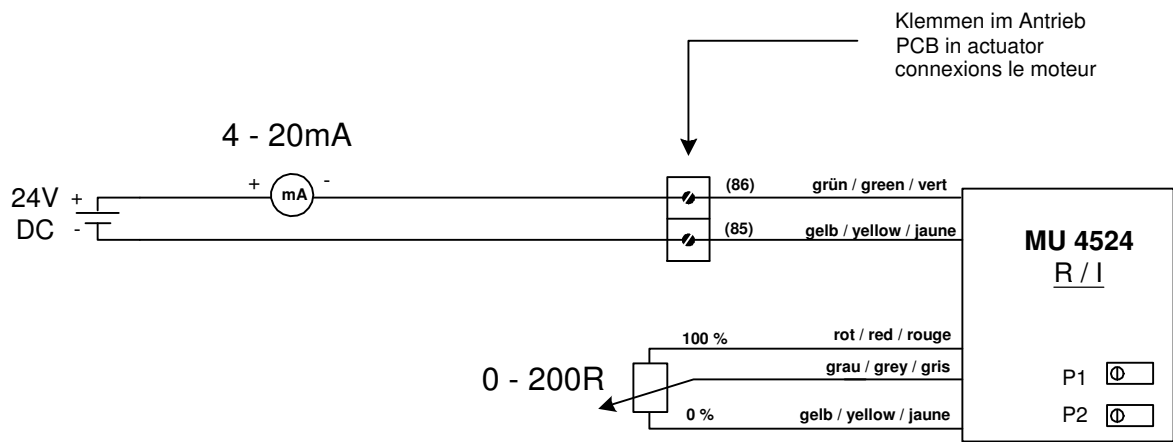 Klemmen im Antrieb
PCB in actuator
connexions le moteur
4 - 20mA
24V
DC
+
-
+
mA
-
(86)
grün / green / vert
(85)
gelb / yellow / jaune
MU 4524
R / I
100 %
rot / red / rouge
grau / grey / gris
0 - 200R
0 %
gelb / yellow / jaune
P1
P2